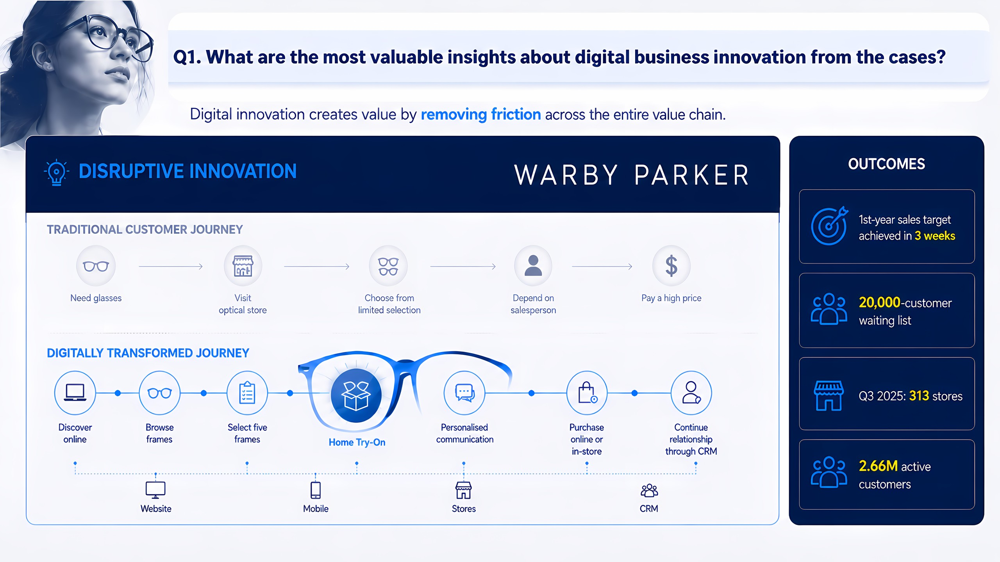 Q1. What are the most valuable insights about digital business innovation from the cases?
Digital innovation creates value by removing friction across the entire value chain.
DISRUPTIVE INNOVATION
WARBY PARKER
TRADITIONAL CUSTOMER JOURNEY
Need glasses
Visit
optical store
Choose from
limited selection
Depend on
salesperson
Pay a high price
DIGITALLY TRANSFORMED JOURNEY
Discover
online
Browse
frames
Select five
frames
Home Try-On
Personalised
communication
Purchase
online or
in-store
Continue
relationship
through CRM
Website
Mobile
Stores
CRM
OUTCOMES
1st-year sales target
achieved in 3 weeks
20,000-customer
waiting list
Q3 2025: 313 stores
2.66M active
customers